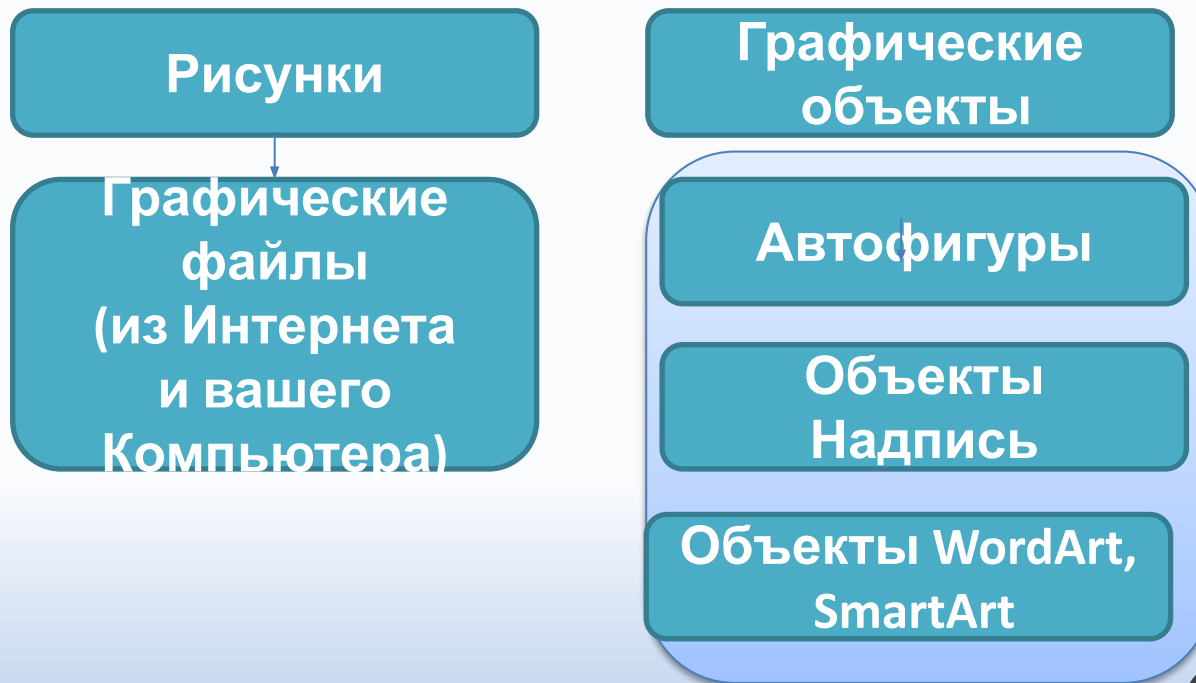 Рисунки
Графические
файлы
(из Интернета
и вашего
Компьютера)
Графические
объекты
Автофигуры
Объекты
Надпись
Объекты WordArt,
SmartArt